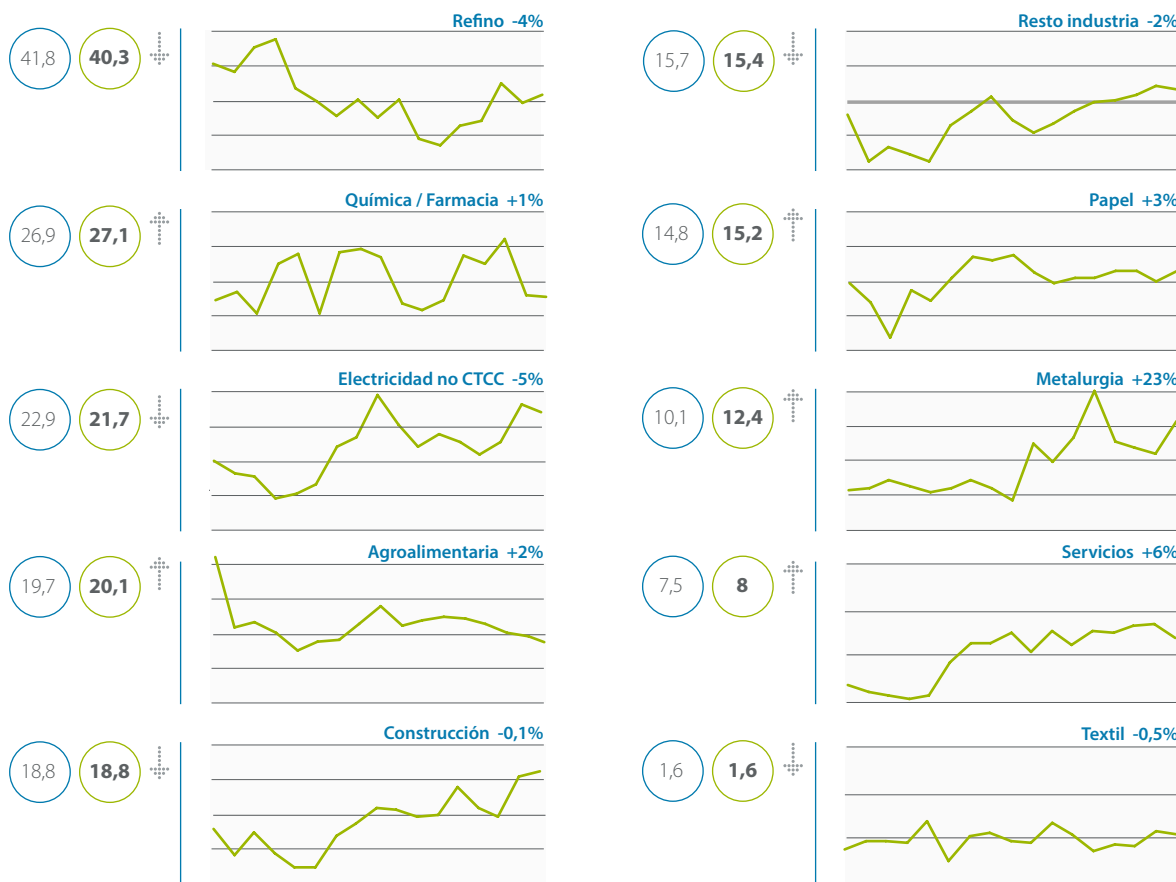 Refino -4%
41,8 40,3
Química / Farmacia +1%
26,9 27,1
Electricidad no CTCC -5%
22,9 21,7
Agroalimentaria +2%
19,7 20,1
Construcción -0,1%
18,8 18,8
Resto industria -2%
15,7 15,4
Papel +3%
14,8 15,2
Metalurgia +23%
10,1 12,4
Servicios +6%
7,5 8
Textil -0,5%
1,6 1,6